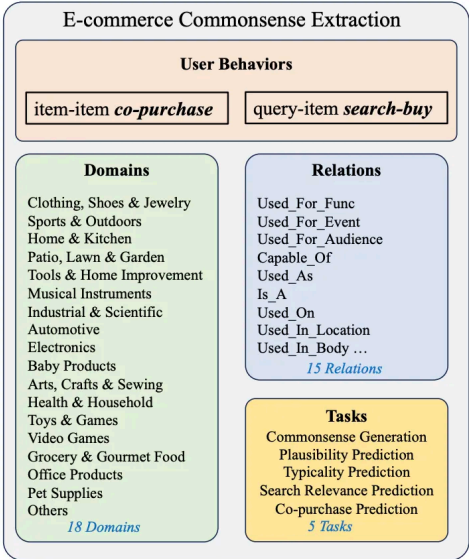 E-commerce Commonsense Extraction
User Behaviors
item-item co-purchase
query-item search-buy
Domains
Clothing, Shoes & Jewelry
Sports & Outdoors
Home & Kitchen
Patio, Lawn & Garden
Tools & Home Improvement
Musical Instruments
Industrial & Scientific
Automotive
Electronics
Baby Products
Arts, Crafts & Sewing
Health & Household
Toys & Games
Video Games
Grocery & Gourmet Food
Office Products
Pet Supplies
Others
18 Domains
Relations
Used_For_Func
Used_For_Event
Used_For_Audience
Capable_Of
Used_As
Is_A
Used_On
Used_In_Location
Used_In_Body ...
15 Relations
Tasks
Commonsense Generation
Plausibility Prediction
Typicality Prediction
Search Relevance Prediction
Co-purchase Prediction
5 Tasks